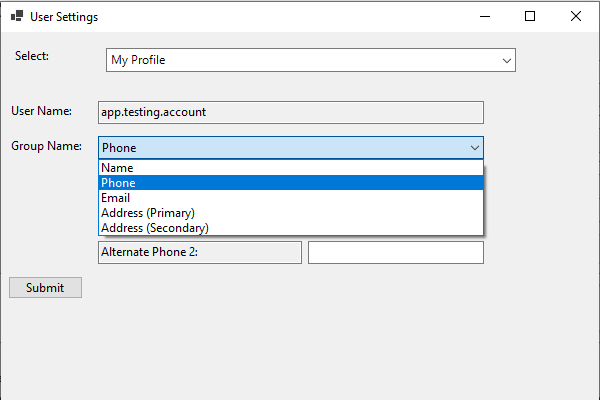 User Settings
Select: My Profile
User Name: app.testing.account
Group Name: Phone
Name
Phone
Email
Address (Primary)
Address (Secondary)
Alternate Phone 2:
Submit